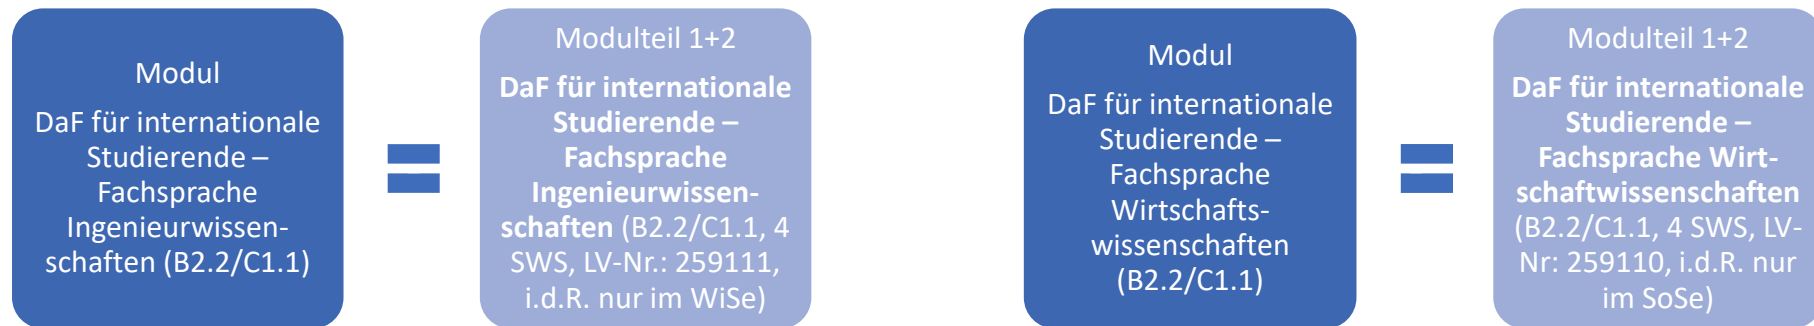 Modul
DaF für internationale
Studierende –
Fachsprache
Ingenieurwissen-
schaften (B2.2/C1.1)
Modulteil 1+2
DaF für internationale
Studierende –
Fachsprache
Ingenieurwissen-
schaften (B2.2/C1.1, 4
SWS, LV-Nr.: 259111,
i.d.R. nur im WiSe)
Modul
DaF für internationale
Studierende –
Fachsprache
Wirtschafts-
wissenschaften
(B2.2/C1.1)
Modulteil 1+2
DaF für internationale
Studierende –
Fachsprache Wirt-
schaftwissenschaften
(B2.2/C1.1, 4 SWS, LV-
Nr: 259110, i.d.R. nur
im SoSe)